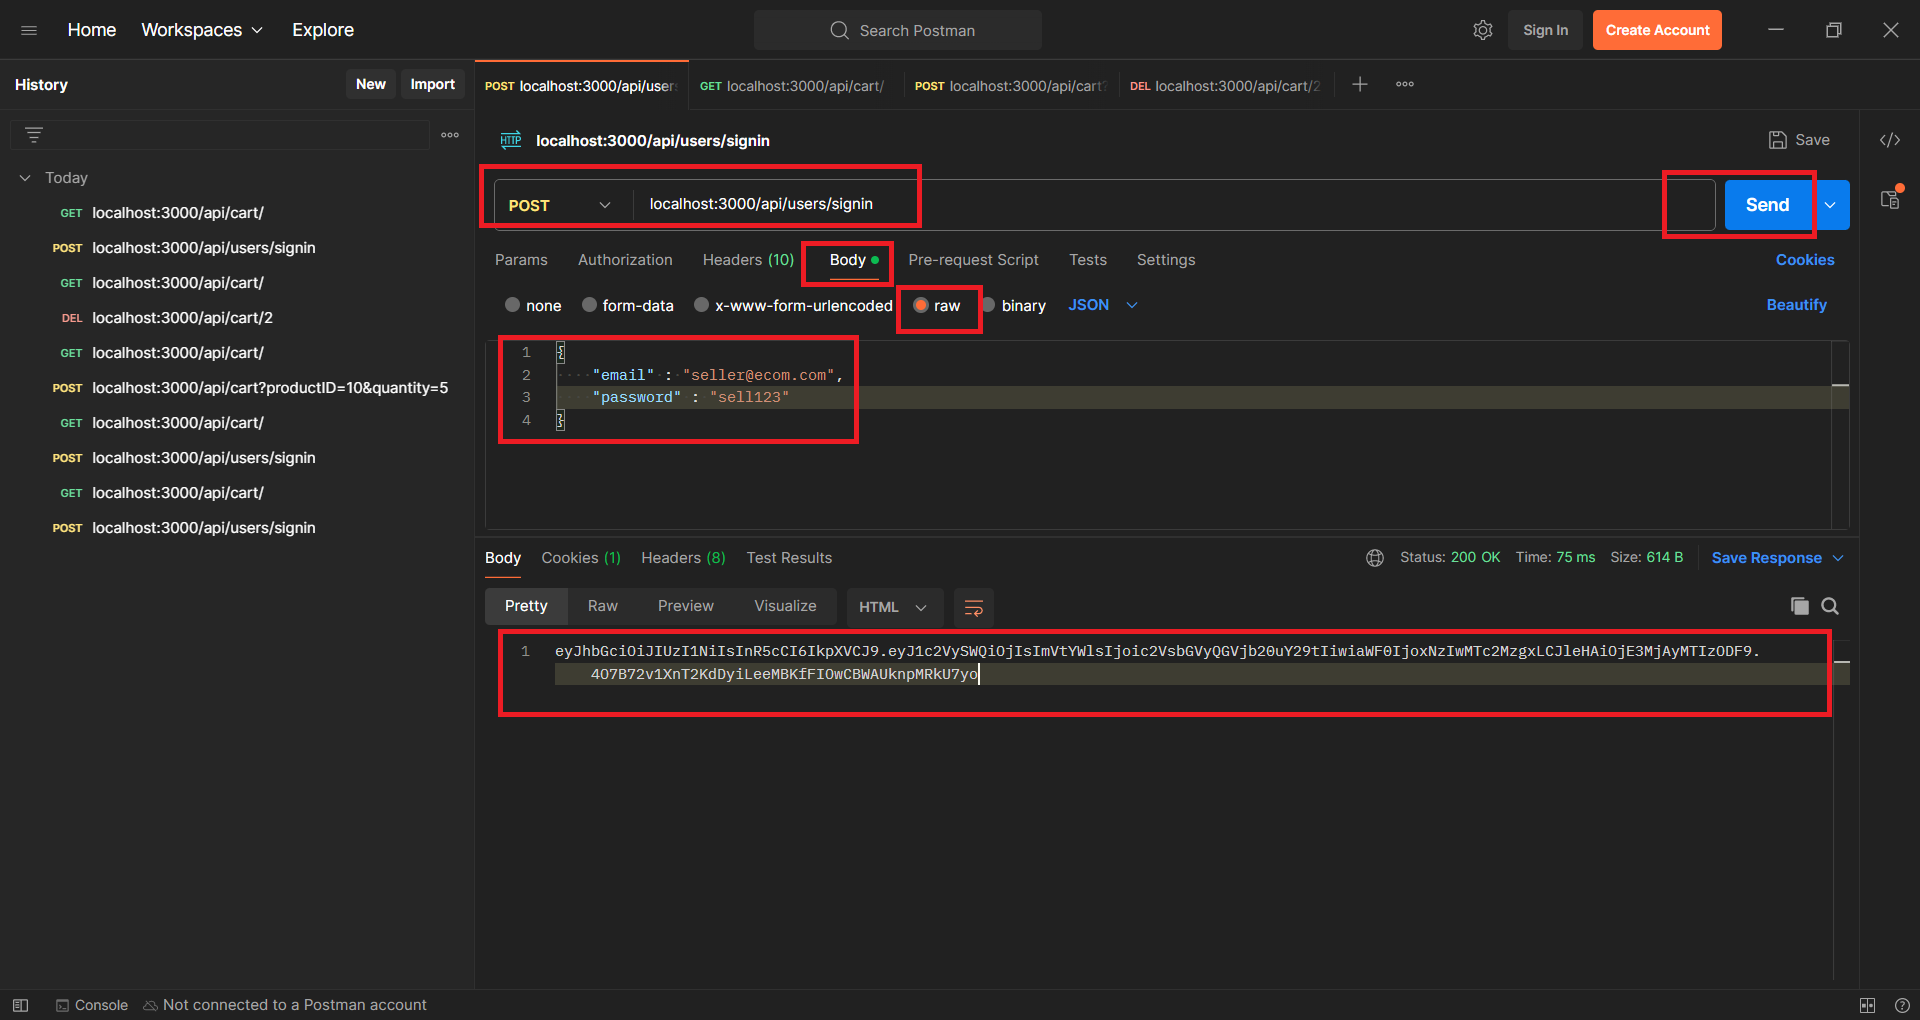 Home Workspaces Explore Search Postman Sign In Create Account
History New Import
POST localhost:3000/api/user GET localhost:3000/api/cart/ POST localhost:3000/api/cart DEL localhost:3000/api/cart/2
HTTP localhost:3000/api/users/signin Save
Today
GET localhost:3000/api/cart/
POST localhost:3000/api/users/signin
GET localhost:3000/api/cart/
DEL localhost:3000/api/cart/2
GET localhost:3000/api/cart/
POST localhost:3000/api/cart?productID=10&quantity=5
GET localhost:3000/api/cart/
POST localhost:3000/api/users/signin
GET localhost:3000/api/cart/
POST localhost:3000/api/users/signin
POST localhost:3000/api/users/signin Send
Params Authorization Headers (10) Body Pre-request Script Tests Settings Cookies
none form-data x-www-form-urlencoded raw binary JSON Beautify
1 {
2 "email" : "seller@ecom.com",
3 "password" : "sell123"
4 }
Body Cookies (1) Headers (8) Test Results Status: 200 OK Time: 75 ms Size: 614 B Save Response
Pretty Raw Preview Visualize HTML
1 eyJhbGciOiJIUzI1NiIsInR5cCI6IkpXVCJ9.eyJ1c2VySWQiOjIsImVtYWlsIjoic2VsbGVyQGVjb20uY29tIiwiaWF0IjoxNzIwMTc2MzgxLCJleHAiOjE3MjAyMTIzODF9.
4O7B72v1XnT2KdDyiLeeMBKfFIOwCBWAUknpMRkU7yo
Console Not connected to a Postman account